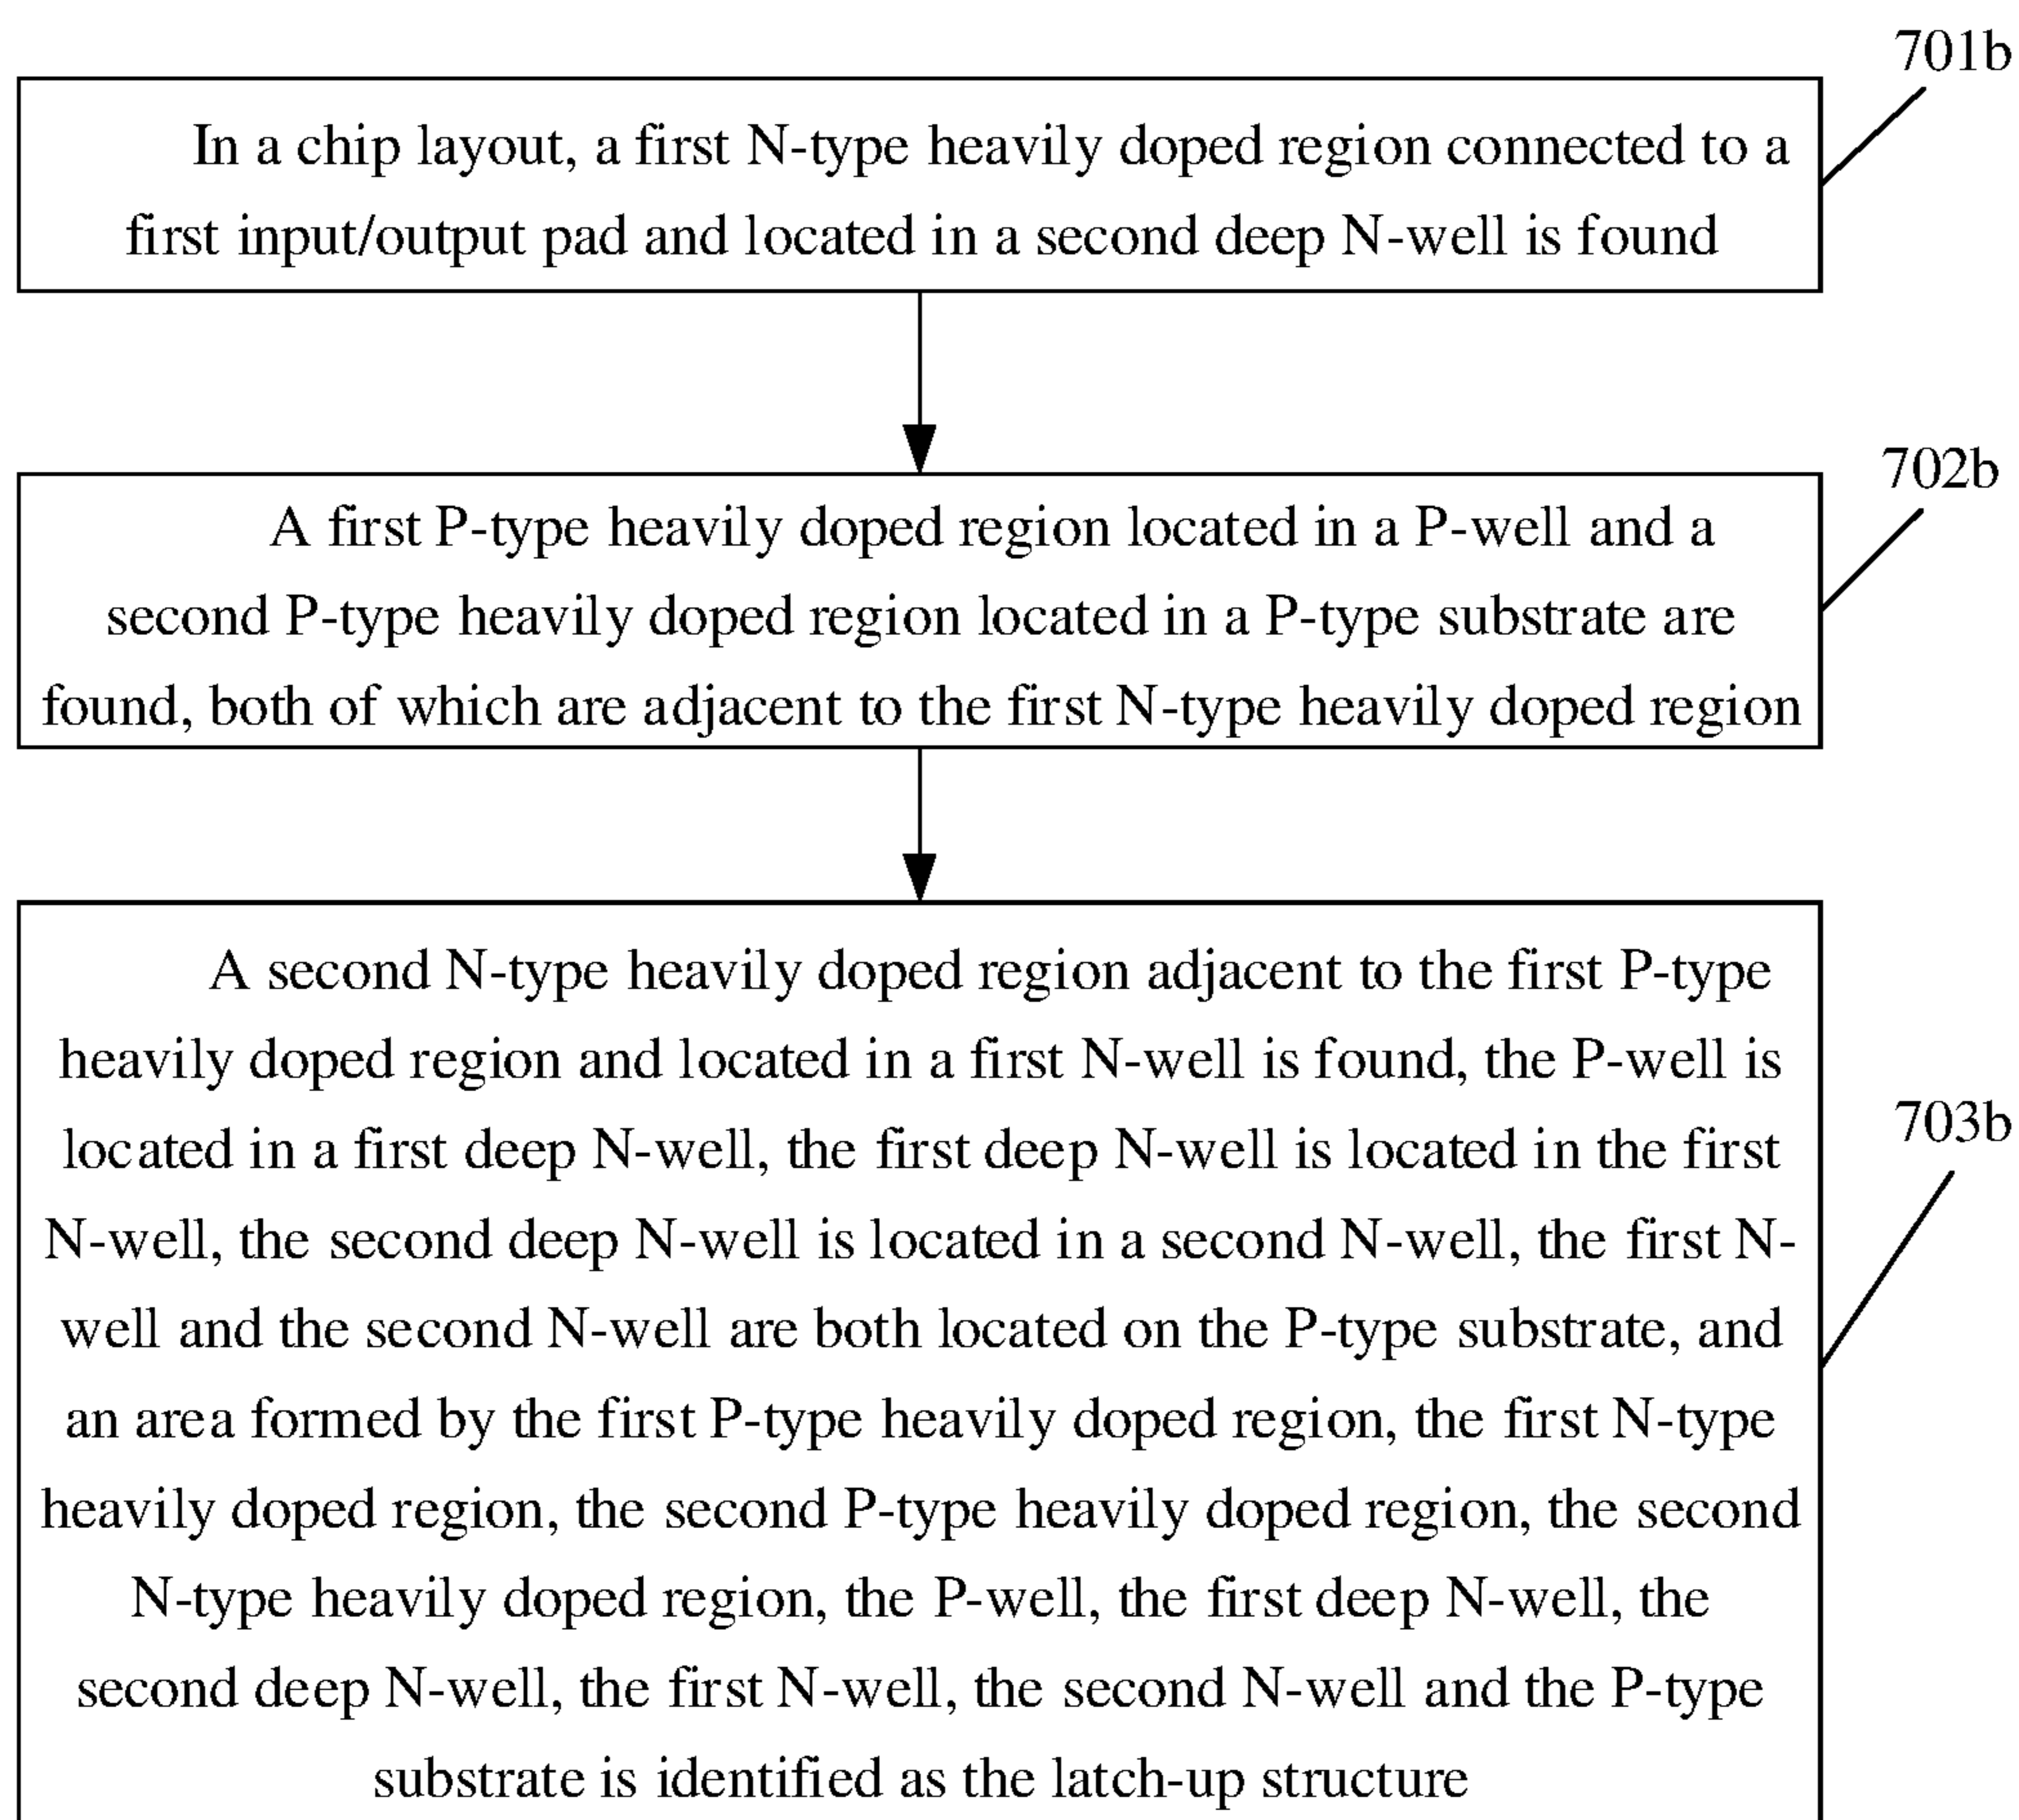 701b
In a chip layout, a first N-type heavily doped region connected to a
first input/output pad and located in a second deep N-well is found
702b
A first P-type heavily doped region located in a P-well and a
second P-type heavily doped region located in a P-type substrate are
found, both of which are adjacent to the first N-type heavily doped region
A second N-type heavily doped region adjacent to the first P-type
heavily doped region and located in a first N-well is found, the P-well is
703b
located in a first deep N-well, the first deep N-well is located in the first
N-well, the second deep N-well is located in a second N-well, the first N-
well and the second N-well are both located on the P-type substrate, and
an area formed by the first P-type heavily doped region, the first N-type
heavily doped region, the second P-type heavily doped region, the second
N-type heavily doped region, the P-well, the first deep N-well, the
second deep N-well, the first N-well, the second N-well and the P-type
substrate is identified as the latch-up structure